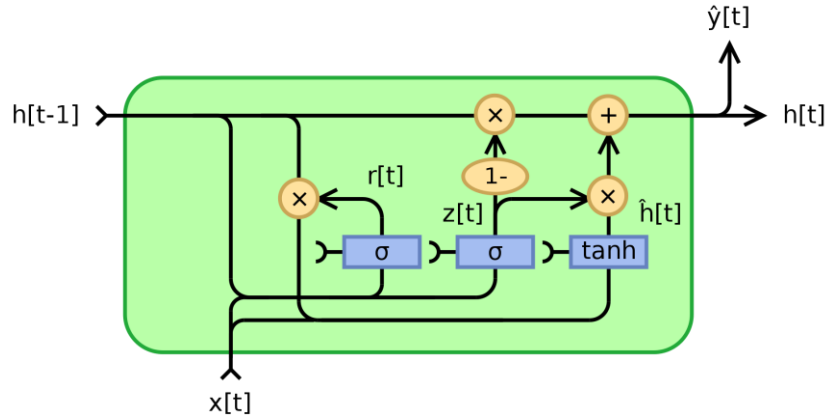 ŷ[t]
h[t-1]
×
+
h[t]
1-
r[t]
×
×
z[t]
ĥ[t]
σ
σ
tanh
x[t]